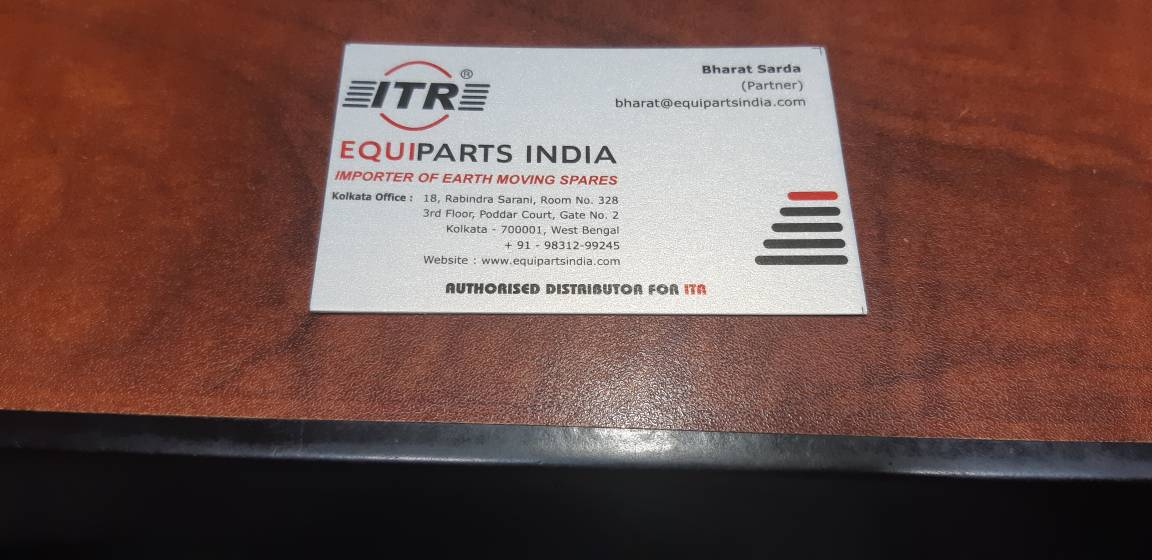 ITR®
Bharat Sarda
(Partner)
bharat@equipartsindia.com
EQUIPARTS INDIA
IMPORTER OF EARTH MOVING SPARES
Kolkata Office : 18, Rabindra Sarani, Room No. 328
3rd Floor, Poddar Court, Gate No. 2
Kolkata - 700001, West Bengal
+ 91 - 98312-99245
Website : www.equipartsindia.com
AUTHORISED DISTRIBUTOR FOR ITR